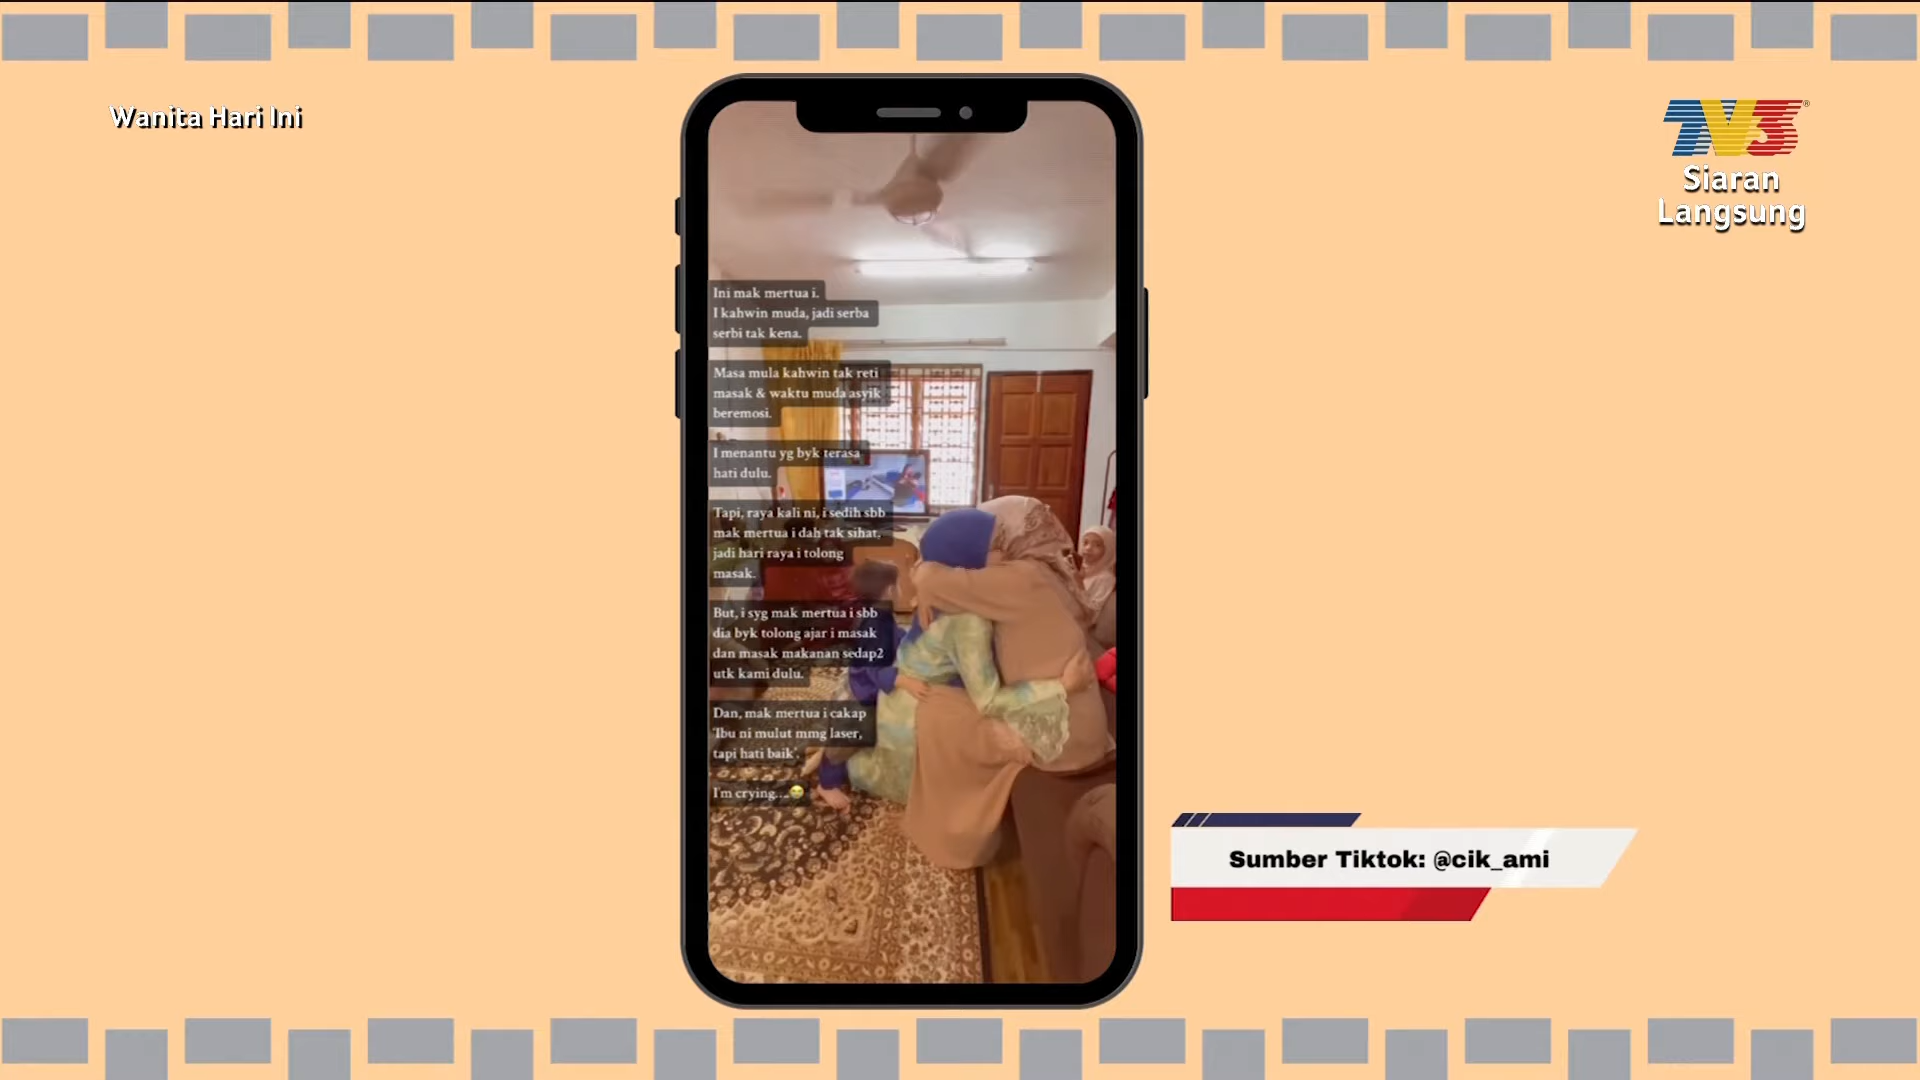 Wanita Hari Ini
TV3
Siaran
Langsung
Ini mak mertua i.
I kahwin muda, jadi serba
serbi tak kena.
Masa mula kahwin tak reti
masak & waktu muda asyik
beremosi.
I menantu yg byk terasa
hati dulu.
Tapi, raya kali ni, i sedih sbb
mak mertua i dah tak sihat,
jadi hari raya i tolong
masak.
But, i syg mak mertua i sbb
dia byk tolong ajar i masak
dan masak makanan sedap2
utk kami dulu.
Dan, mak mertua i cakap
'Ibu ni mulut mmg laser,
tapi hati baik'.
I'm crying....😭
Sumber Tiktok: @cik_ami